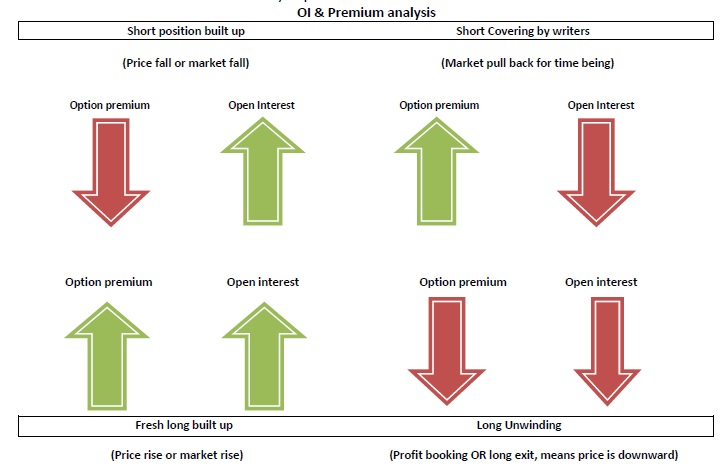 OI & Premium analysis
Short position built up
Short Covering by writers
(Price fall or market fall)
(Market pull back for time being)
Option premium
Open Interest
Option premium
Open Interest
Option premium
Open interest
Option premium
Open interest
Fresh long built up
Long Unwinding
(Price rise or market rise)
(Profit booking OR long exit, means price is downward)